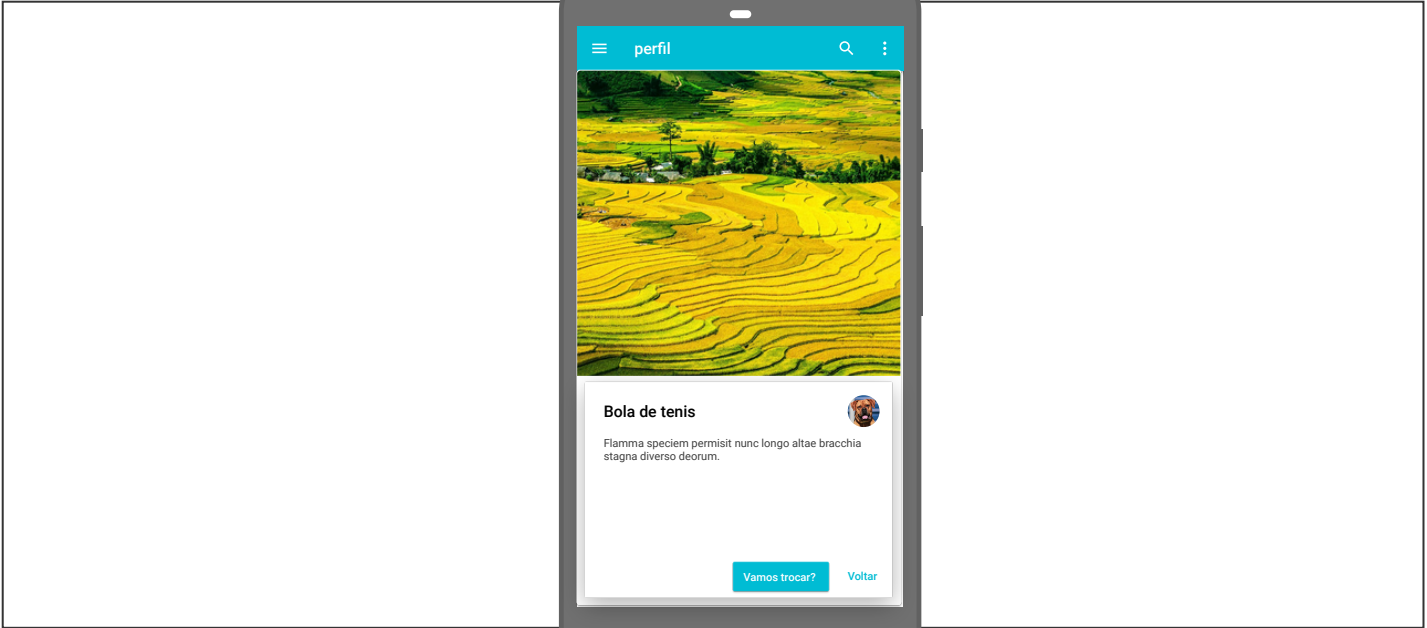 perfil
Bola de tenis
Flamma speciem permisit nunc longo altae bracchia
stagna diverso deorum.
Vamos trocar?
Voltar